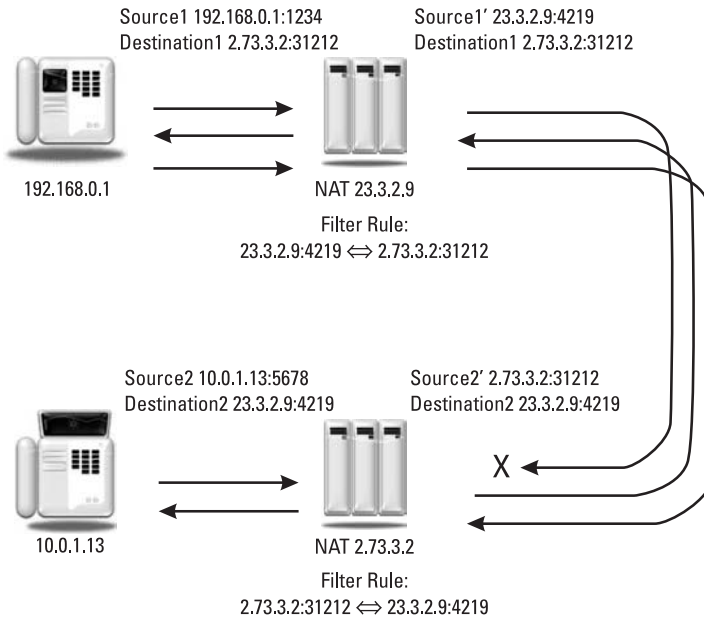 Source1 192.168.0.1:1234
Destination1 2.73.3.2:31212
Source1′ 23.3.2.9:4219
Destination1 2.73.3.2:31212
192.168.0.1
NAT 23.3.2.9
Filter Rule:
23.3.2.9:4219 ⇔ 2.73.3.2:31212
Source2 10.0.1.13:5678
Destination2 23.3.2.9:4219
Source2′ 2.73.3.2:31212
Destination2 23.3.2.9:4219
X
10.0.1.13
NAT 2.73.3.2
Filter Rule:
2.73.3.2:31212 ⇔ 23.3.2.9:4219